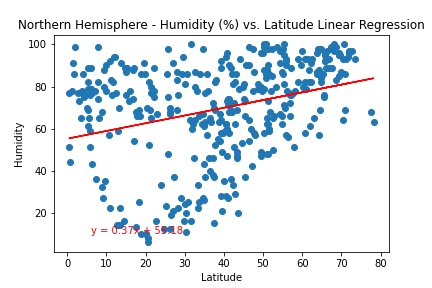 Northern Hemisphere - Humidity (%) vs. Latitude Linear Regression
100
80
60
40
20
Humidity
y = 0.37x + 55.18
0 10 20 30 40 50 60 70 80
Latitude